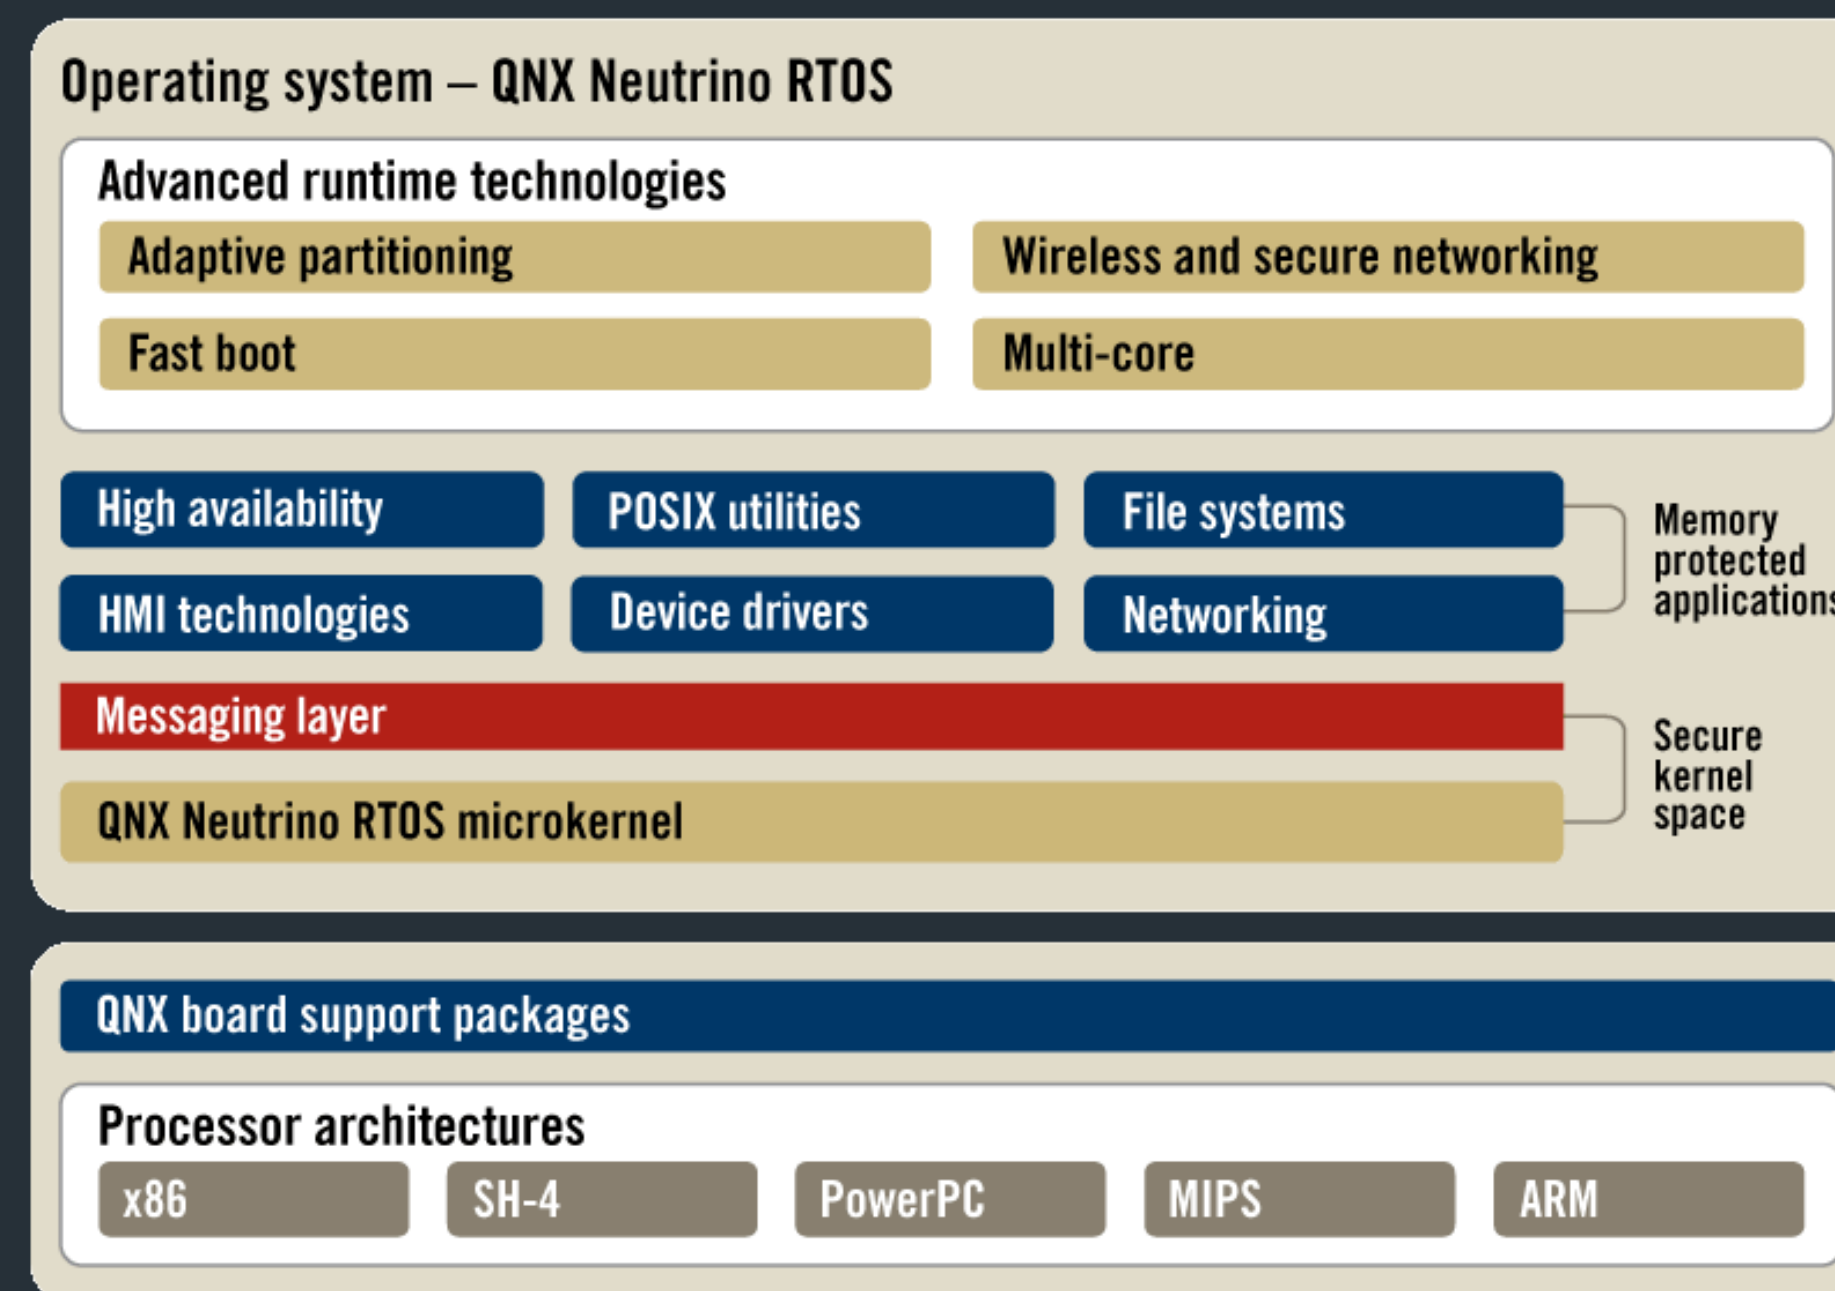 Operating system – QNX Neutrino RTOS
Advanced runtime technologies
Adaptive partitioning
Wireless and secure networking
Fast boot
Multi-core
High availability
POSIX utilities
File systems
HMI technologies
Device drivers
Networking
Memory
protected
applications
Messaging layer
QNX Neutrino RTOS microkernel
Secure
kernel
space
QNX board support packages
Processor architectures
x86
SH-4
PowerPC
MIPS
ARM